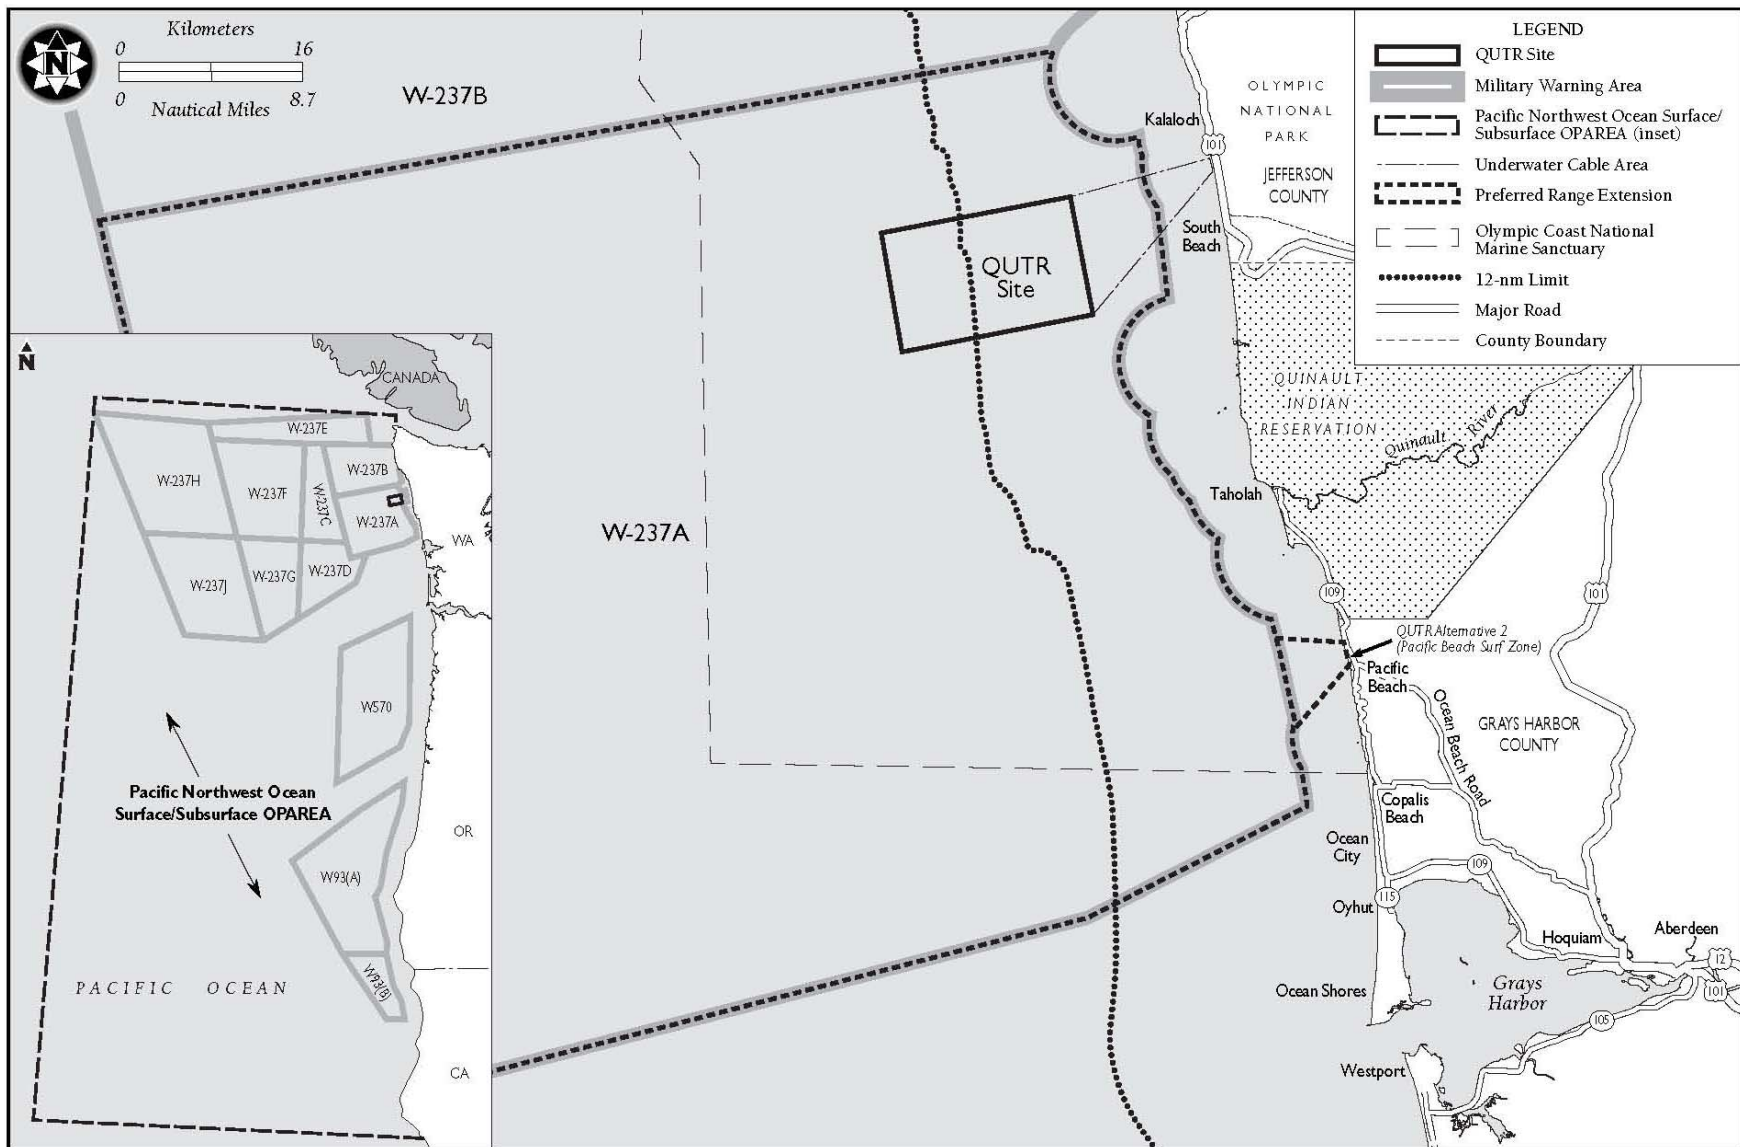 Kilometers
0 16
0 8.7
Nautical Miles
N
W-237B
W-237A
QUTR
Site
OLYMPIC
NATIONAL
PARK
Kalaloch
101
JEFFERSON
COUNTY
South
Beach
QUINAULT
INDIAN
RESERVATION
Quinault River
Taholah
109
101
QUTR Alternative 2
(Pacific Beach Surf Zone)
Pacific
Beach
Ocean Beach Road
GRAYS HARBOR
COUNTY
Copalis
Beach
Ocean
City
109
115
Oyhut
Hoquiam
Aberdeen
12
101
Ocean Shores
Grays
Harbor
105
Westport
LEGEND
QUTR Site
Military Warning Area
Pacific Northwest Ocean Surface/
Subsurface OPAREA (inset)
Underwater Cable Area
Preferred Range Extension
Olympic Coast National
Marine Sanctuary
12-nm Limit
Major Road
County Boundary
N
CANADA
W-237E
W-237H
W-237F
W-237C
W-237B
W-237A
WA
W-237J
W-237G
W-237D
W570
Pacific Northwest Ocean
Surface/Subsurface OPAREA
OR
W93(A)
W93(B)
PACIFIC OCEAN
CA